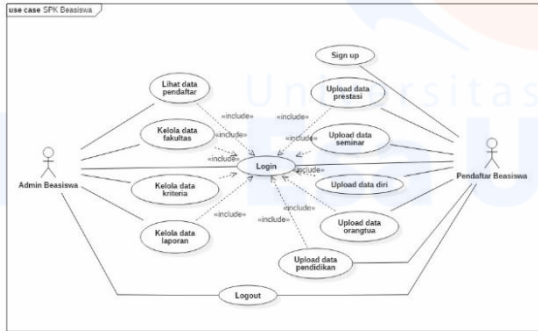 use case SPK Beasiswa
Sign up
Lihat data
pendaftar
Upload data
prestasi
«include»
«include»
Kelola data
fakultas
Upload data
seminar
«include»
«include»
«include»
Login
«include»
Admin Beasiswa
Pendaftar Beasiswa
Kelola data
kriteria
Upload data diri
«include»
«include»
«include»
Kelola data
laporan
Upload data
orangtua
Upload data
pendidikan
Logout
Universitas